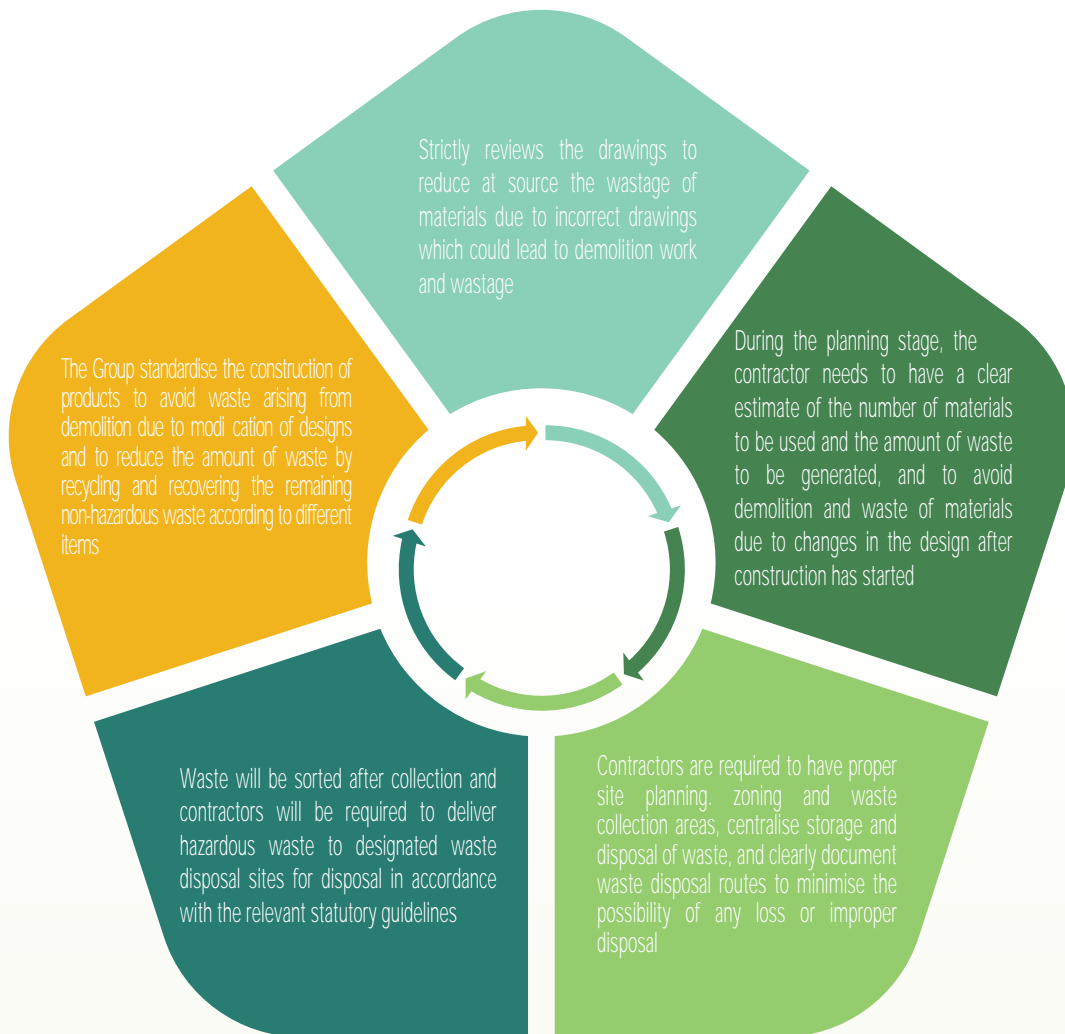 Strictly reviews the drawings to
reduce at source the wastage of
materials due to incorrect drawings
which could lead to demolition work
and wastage
During the planning stage, the
contractor needs to have a clear
estimate of the number of materials
to be used and the amount of waste
to be generated, and to avoid
demolition and waste of materials
due to changes in the design after
construction has started
Contractors are required to have proper
site planning. zoning and waste
collection areas, centralise storage and
disposal of waste, and clearly document
waste disposal routes to minimise the
possibility of any loss or improper
disposal
Waste will be sorted after collection and
contractors will be required to deliver
hazardous waste to designated waste
disposal sites for disposal in accordance
with the relevant statutory guidelines
The Group standardise the construction of
products to avoid waste arising from
demolition due to modi cation of designs
and to reduce the amount of waste by
recycling and recovering the remaining
non-hazardous waste according to different
items